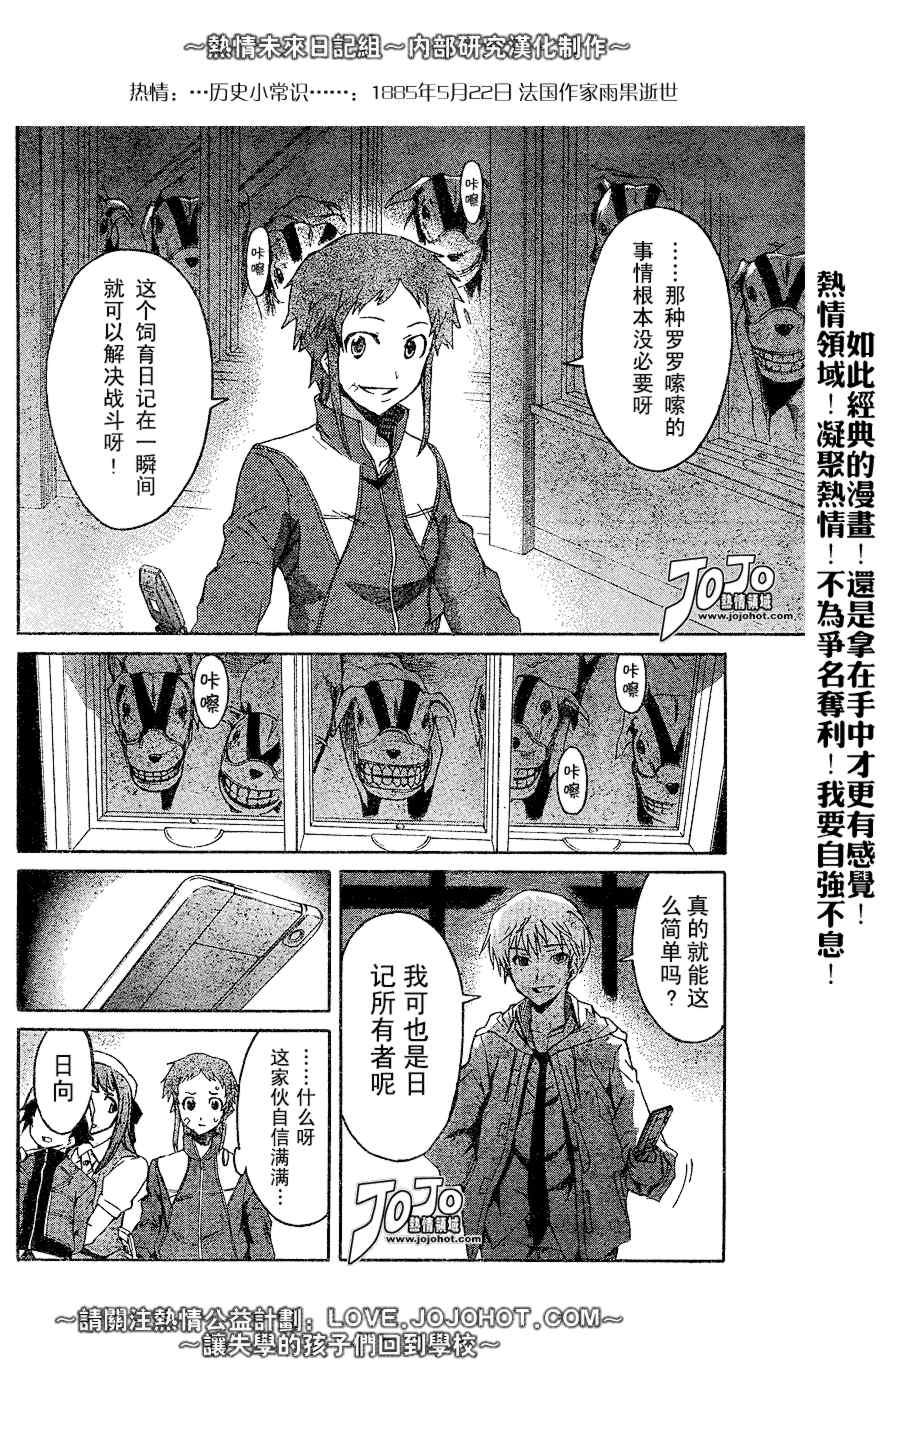 ～熱情未來日記組～内部研究漢化制作～
热情：…历史小常识……：1885年5月22日 法国作家雨果逝世
……那种罗罗嗦嗦的
事情根本没必要呀
咔嚓
咔嚓
这个饲育日记在一瞬间
就可以解决战斗呀！
JOJO
熱情領域
www.jojohot.com
如此經典的漫畫！還是拿在手中才更有感覺！
熱情領域！凝聚熱情！不為爭名奪利！我要自強不息！
咔嚓
咔嚓
咔嚓
真的就能这
么简单吗？
我可也是日
记所有者呢
JOJO
熱情領域
www.jojohot.com
……什么呀
这家伙自信满满…
日向
～請關注熱情公益計劃：LOVE.JOJOHOT.COM～
～讓失學的孩子們回到學校～